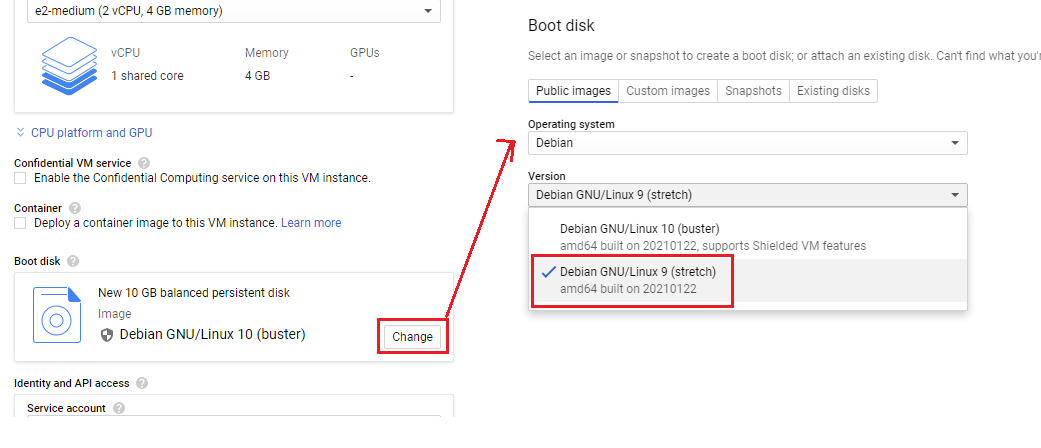 e2-medium (2 vCPU, 4 GB memory)
vCPU
Memory
GPUs
1 shared core
4 GB
-
CPU platform and GPU
Confidential VM service
Enable the Confidential Computing service on this VM instance.
Container
Deploy a container image to this VM instance. Learn more
Boot disk
New 10 GB balanced persistent disk
Image
Debian GNU/Linux 10 (buster)
Change
Identity and API access
Service account
Boot disk
Select an image or snapshot to create a boot disk; or attach an existing disk. Can't find what you'r
Public images
Custom images
Snapshots
Existing disks
Operating system
Debian
Version
Debian GNU/Linux 9 (stretch)
Debian GNU/Linux 10 (buster)
amd64 built on 20210122, supports Shielded VM features
Debian GNU/Linux 9 (stretch)
amd64 built on 20210122